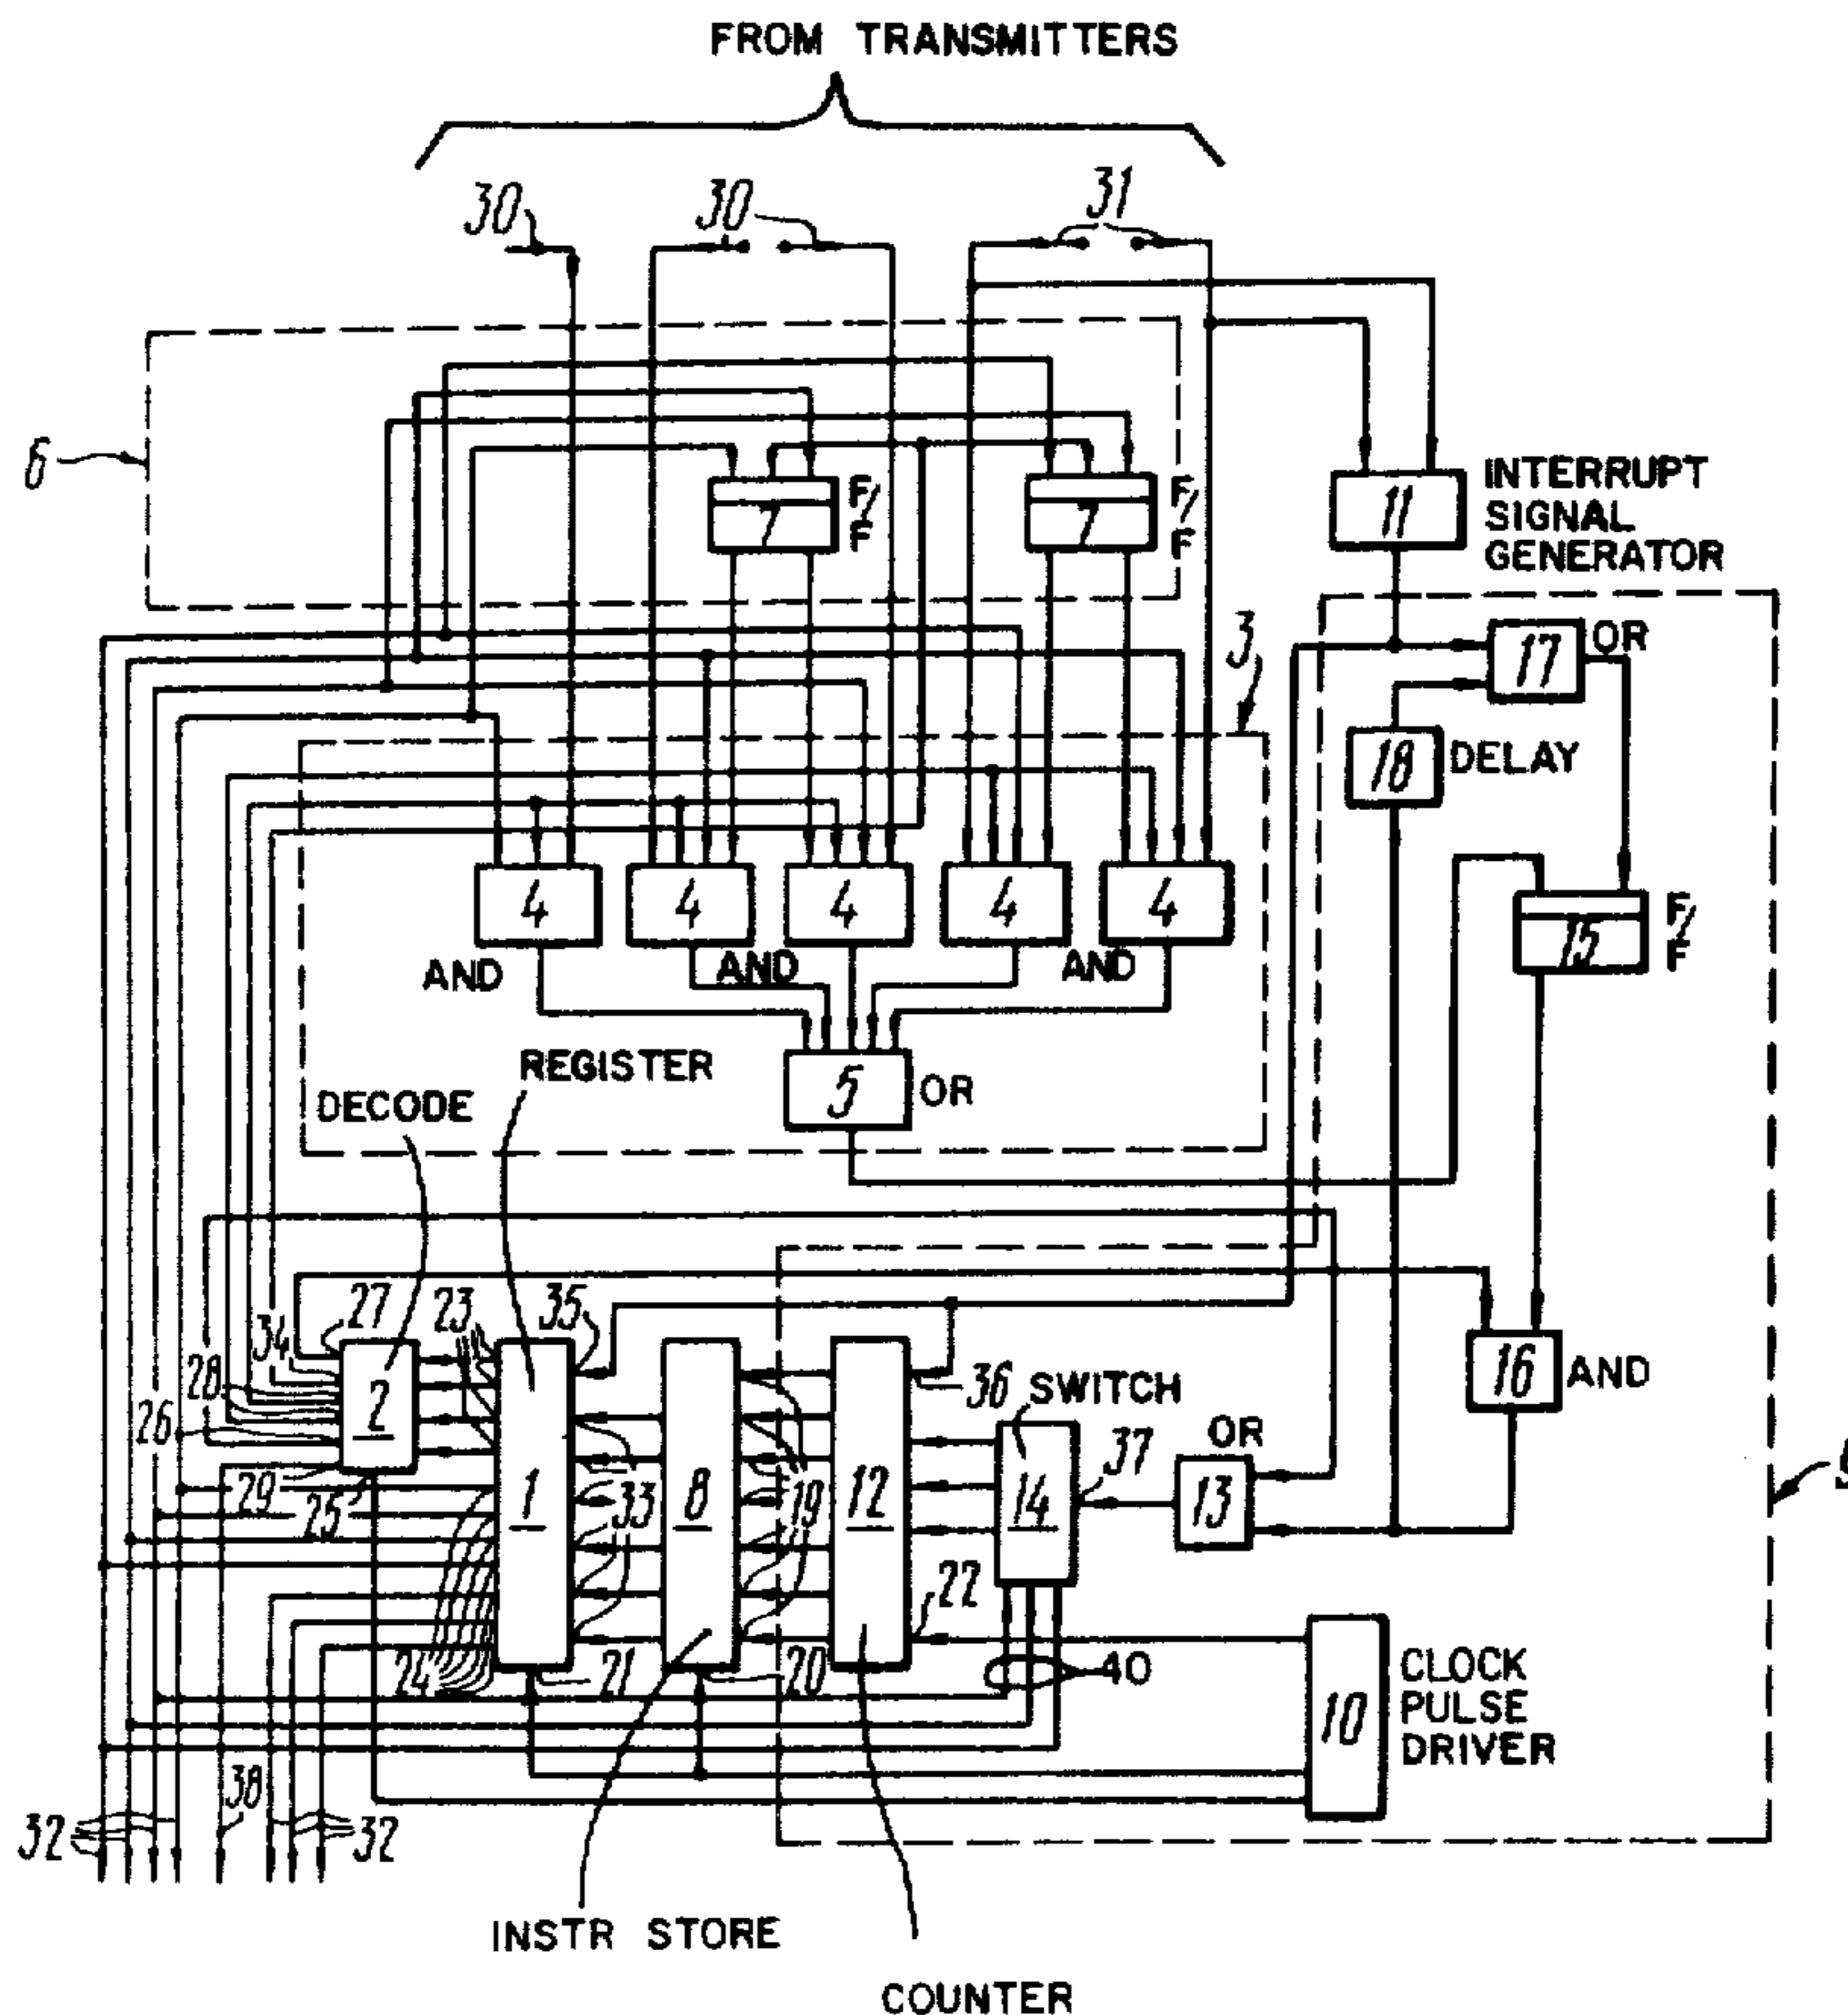 FROM TRANSMITTERS
30
30
31
6
7
F/F
7
F/F
11
INTERRUPT
SIGNAL
GENERATOR
3
17
OR
18
DELAY
4
4
4
4
4
AND
AND
AND
15
F/F
5
OR
REGISTER
DECODE
34
27
23
35
28
2
26
29
25
1
33
8
19
12
36
SWITCH
14
37
OR
13
16
AND
9
22
24
21
20
40
10
CLOCK
PULSE
DRIVER
32
38
32
INSTR STORE
COUNTER